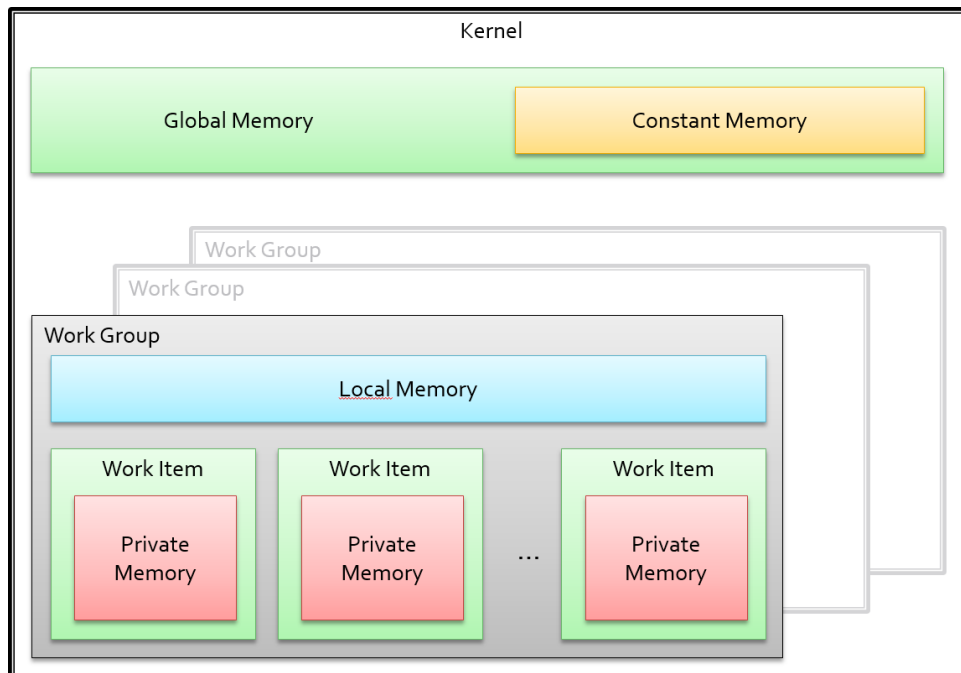 Kernel
Global Memory
Constant Memory
Work Group
Work Group
Work Group
Local Memory
Work Item
Work Item
Work Item
Private
Memory
Private
Memory
...
Private
Memory